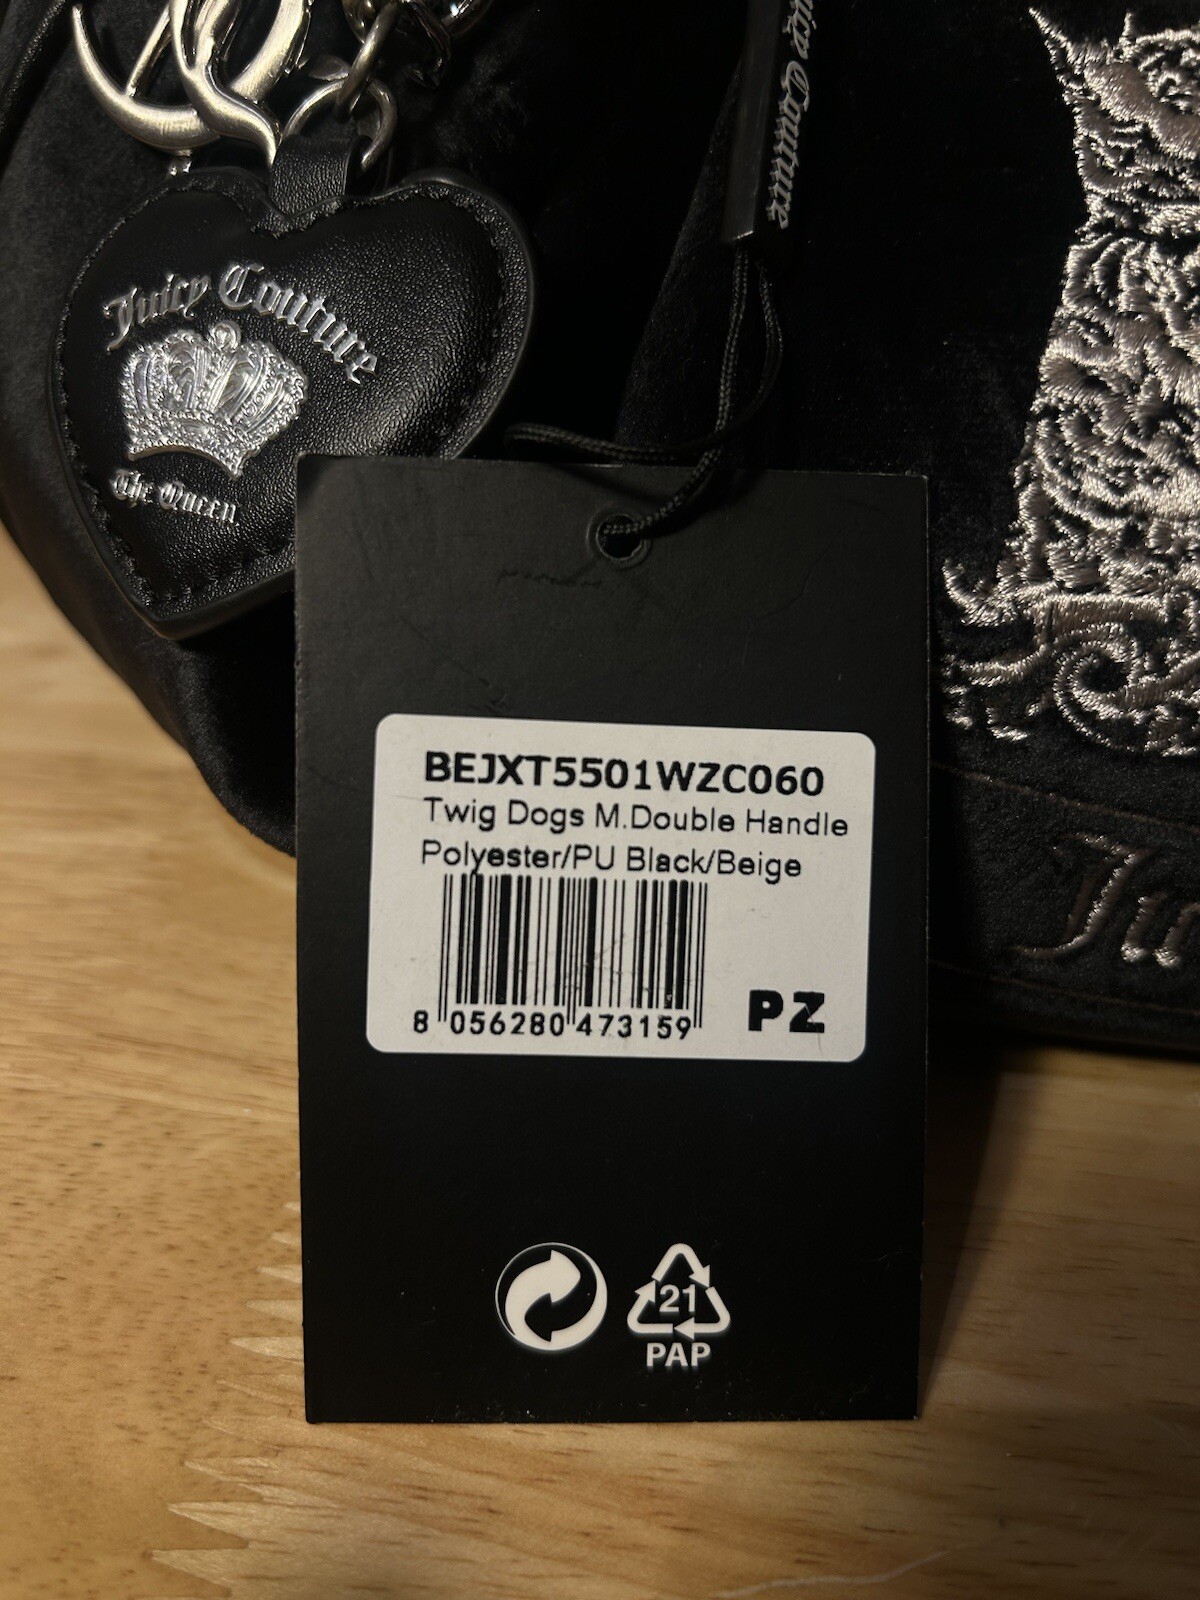 Juicy Couture
Juicy Couture
The Queen
BEJXT5501WZC060
Twig Dogs M.Double Handle
Polyester/PU Black/Beige
8 056280 473159
PZ
21
PAP
Ju